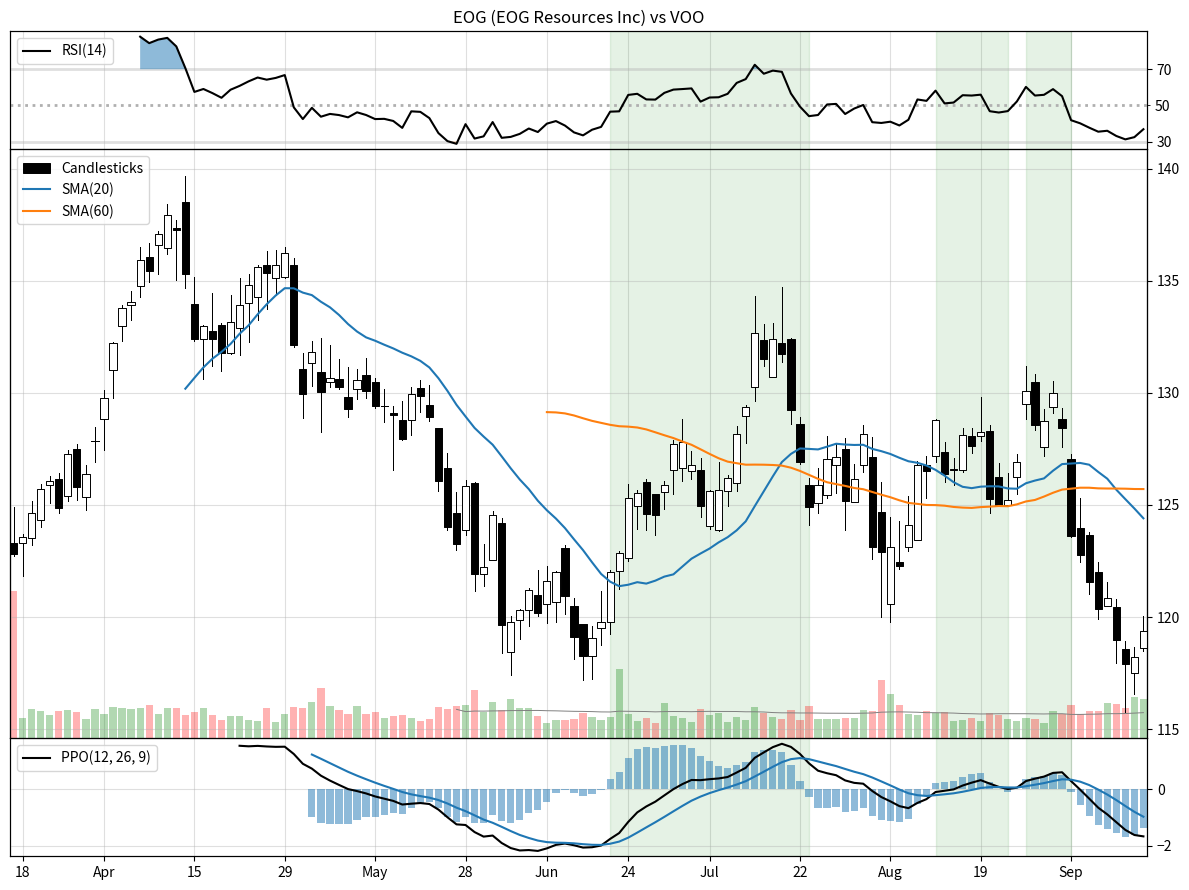 EOG (EOG Resources Inc) vs VOO
RSI(14)
70
50
30
Candlesticks
SMA(20)
SMA(60)
140
135
130
125
120
115
PPO(12, 26, 9)
0
−2
18 Apr 15 29 May 28 Jun 24 Jul 22 Aug 19 Sep